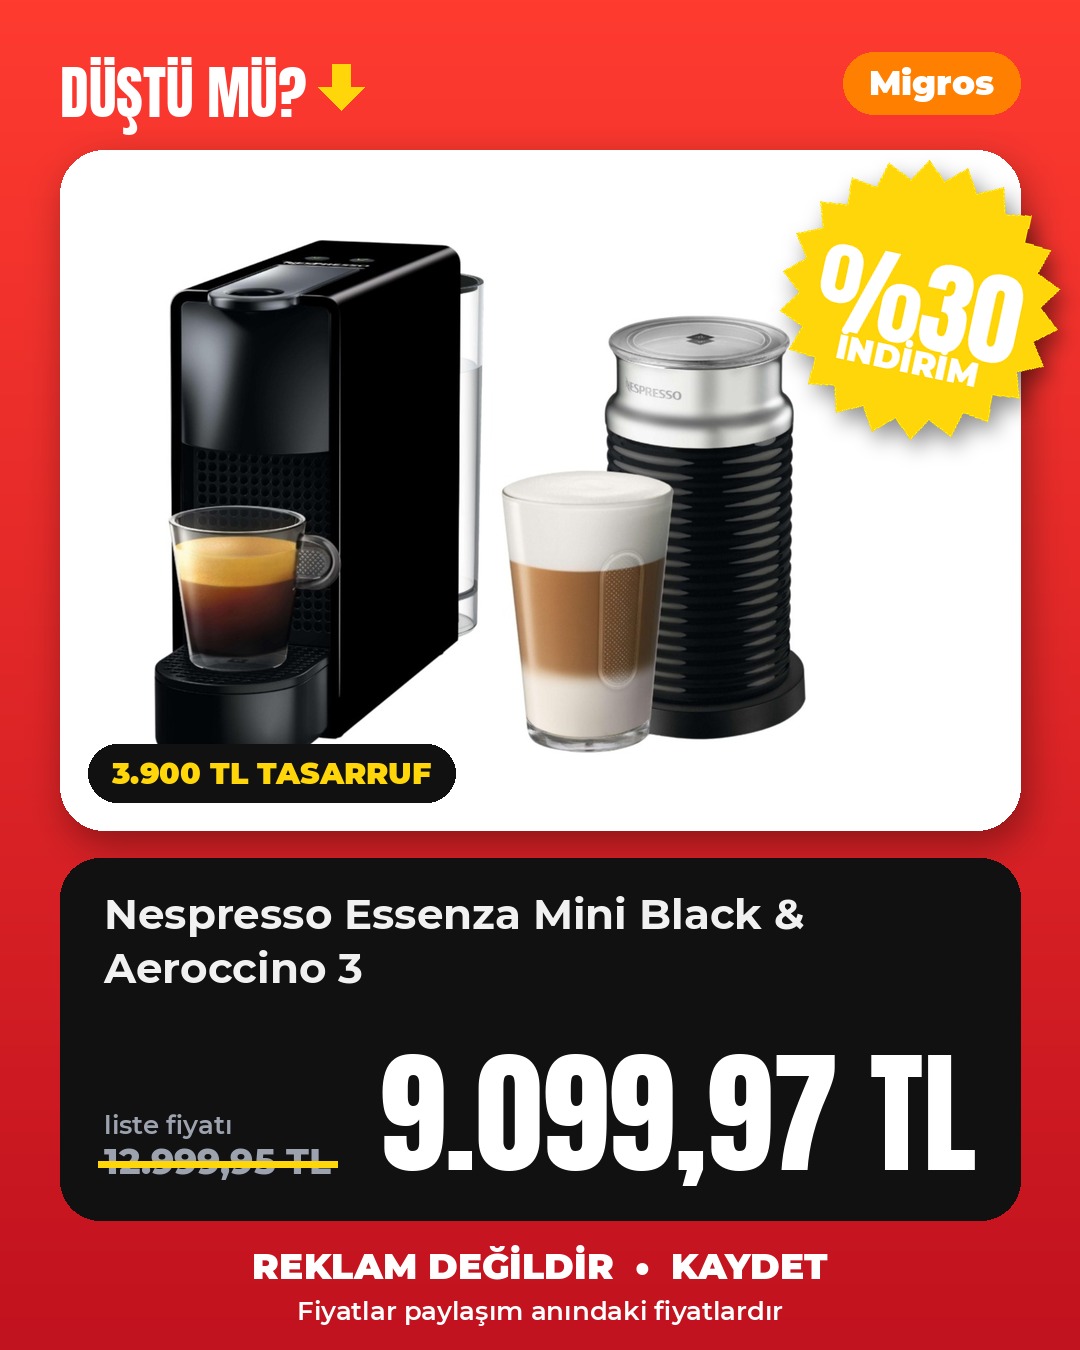 DÜŞTÜ MÜ?
Migros
%30
İNDİRİM
NESPRESSO
NESPRESSO
3.900 TL TASARRUF
Nespresso Essenza Mini Black &
Aeroccino 3
liste fiyatı
12.999,95 TL
9.099,97 TL
REKLAM DEĞİLDİR • KAYDET
Fiyatlar paylaşım anındaki fiyatlardır